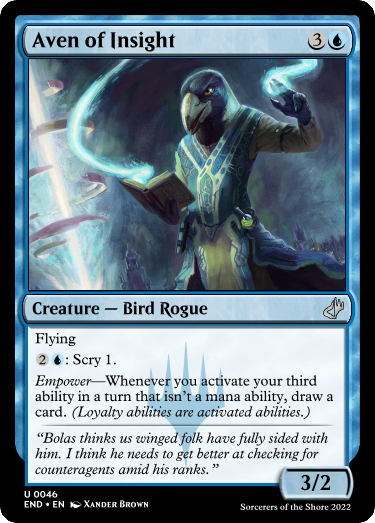 Aven of Insight 3
Creature — Bird Rogue
Flying
2 : Scry 1.
Empower—Whenever you activate your third
ability in a turn that isn't a mana ability, draw a
card. (Loyalty abilities are activated abilities.)
“Bolas thinks us winged folk have fully sided with
him. I think he needs to get better at checking for
counteragents amid his ranks.”
3/2
U 0046
END • EN Xander Brown
Sorcerers of the Shore 2022